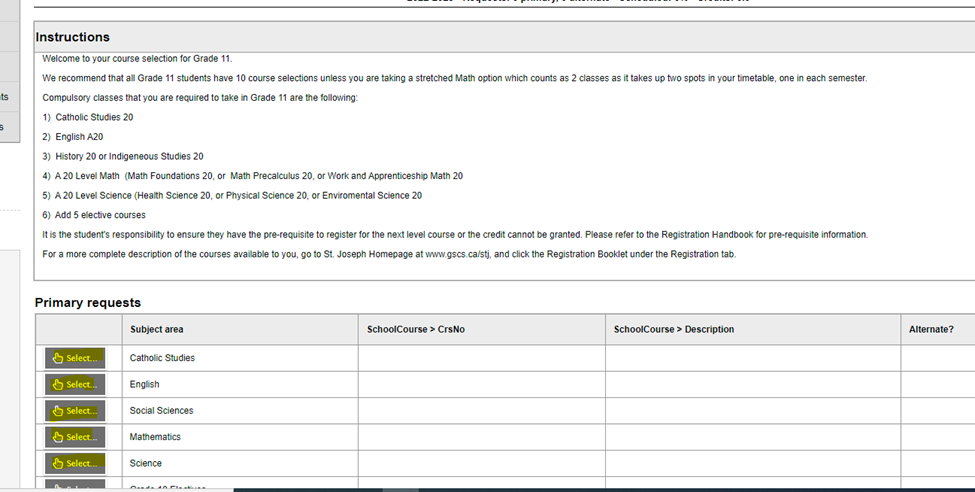 ts
s
Instructions
Welcome to your course selection for Grade 11.
We recommend that all Grade 11 students have 10 course selections unless you are taking a stretched Math option which counts as 2 classes as it takes up two spots in your timetable, one in each semester.
Compulsory classes that you are required to take in Grade 11 are the following:
1) Catholic Studies 20
2) English A20
3) History 20 or Indigeneous Studies 20
4) A 20 Level Math (Math Foundations 20, or Math Precalculus 20, or Work and Apprenticeship Math 20
5) A 20 Level Science (Health Science 20, or Physical Science 20, or Enviromental Science 20
6) Add 5 elective courses
It is the student's responsibility to ensure they have the pre-requisite to register for the next level course or the credit cannot be granted. Please refer to the Registration Handbook for pre-requisite information.
For a more complete description of the courses available to you, go to St. Joseph Homepage at www.gscs.ca/stj, and click the Registration Booklet under the Registration tab.
Primary requests
Subject area SchoolCourse > CrsNo SchoolCourse > Description Alternate?
Select... Catholic Studies
Select... English
Select... Social Sciences
Select... Mathematics
Select... Science